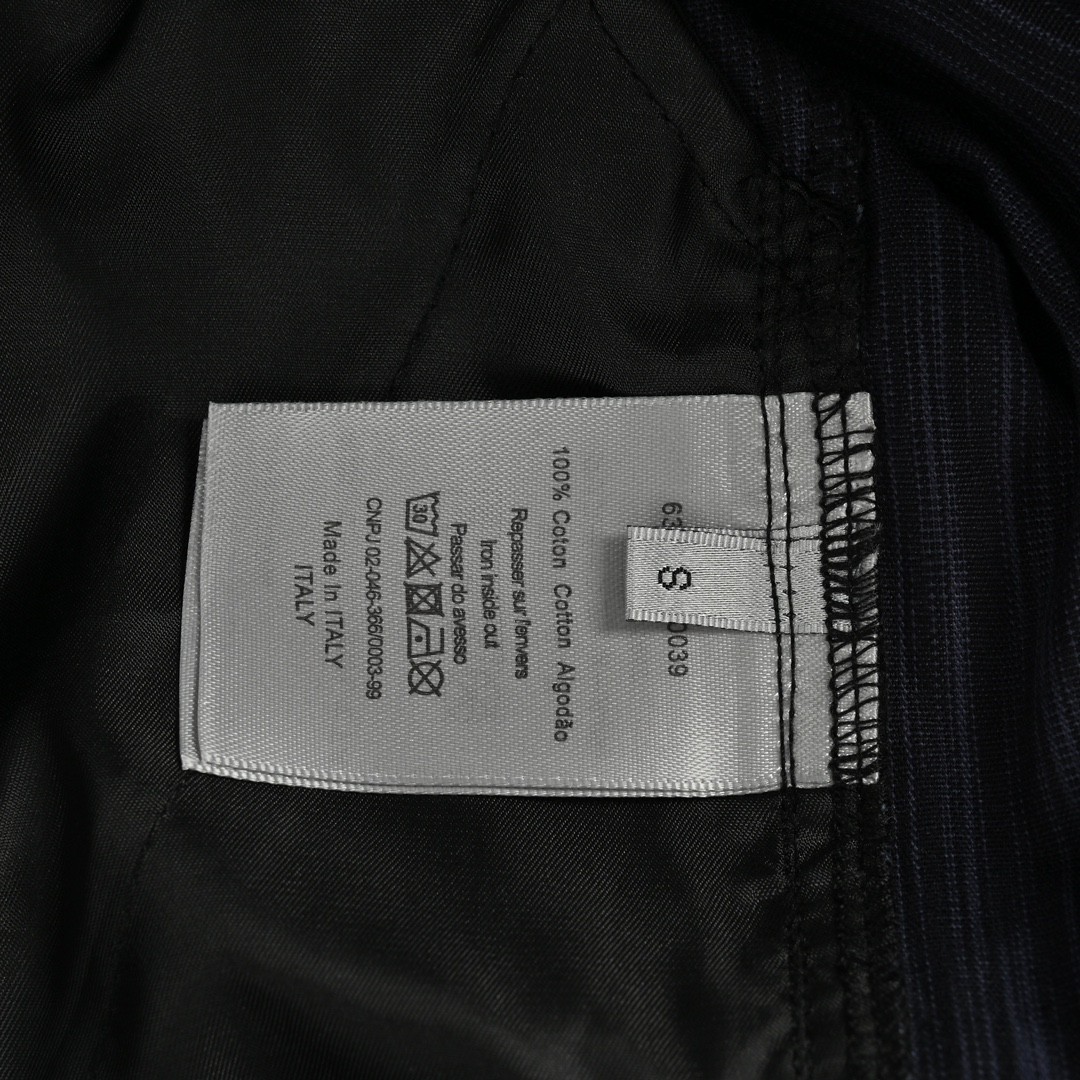 S
0039
100% Coton Cotton Algodão
Repasser sur l'envers
Iron inside out
Passar do avesso
30
CNPJ 02-046-366/0003-99
Made In ITALY
ITALY